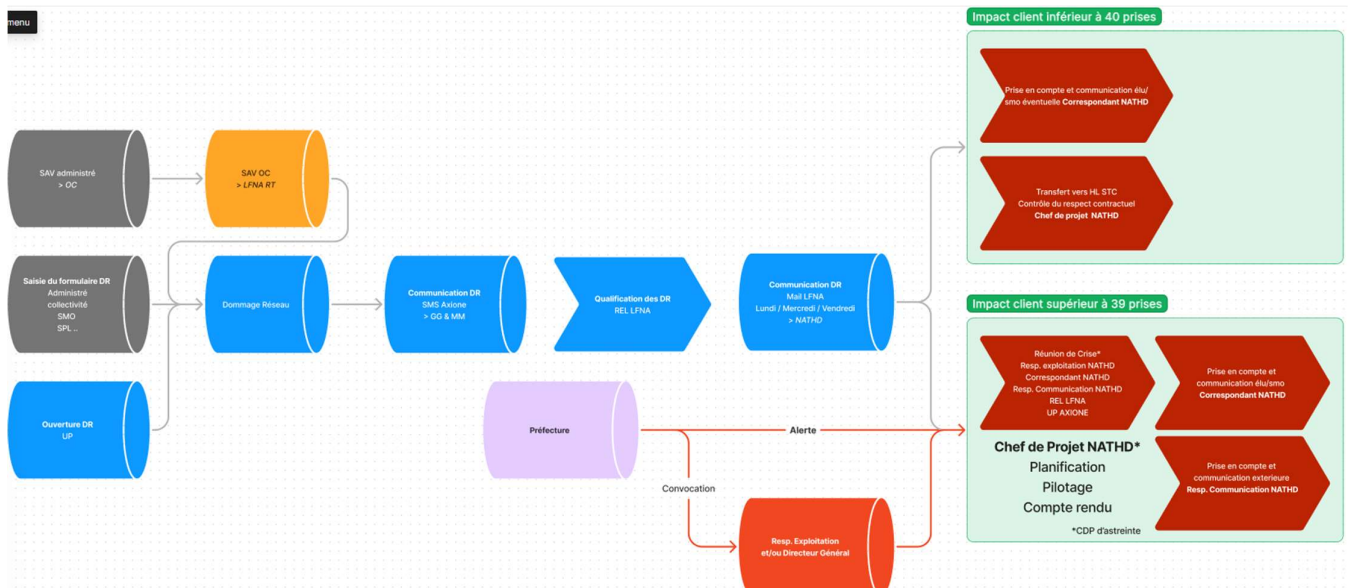 menu
Impact client inférieur à 40 prises
Prise en compte et communication élu/
smo éventuelle Correspondant NATHD
SAV administré
> OC
SAV OC
> LFNA RT
Transfert vers HL STC
Contrôle du respect contractuel
Chef de projet NATHD
Saisie du formulaire DR
Administré
collectivité
SMO
SPL ..
Dommage Réseau
Communication DR
SMS Axione
> GG & MM
Qualification des DR
REL LFNA
Communication DR
Mail LFNA
Lundi / Mercredi / Vendredi
> NATHD
Impact client supérieur à 39 prises
Réunion de Crise*
Resp. exploitation NATHD
Correspondant NATHD
Resp. Communication NATHD
REL LFNA
UP AXIONE
Prise en compte et
communication élu/smo
Correspondant NATHD
Ouverture DR
UP
Préfecture
Alerte
Chef de Projet NATHD*
Planification
Pilotage
Compte rendu
*CDP d'astreinte
Prise en compte et
communication exterieure
Resp. Communication NATHD
Convocation
Resp. Exploitation
et/ou Directeur Général